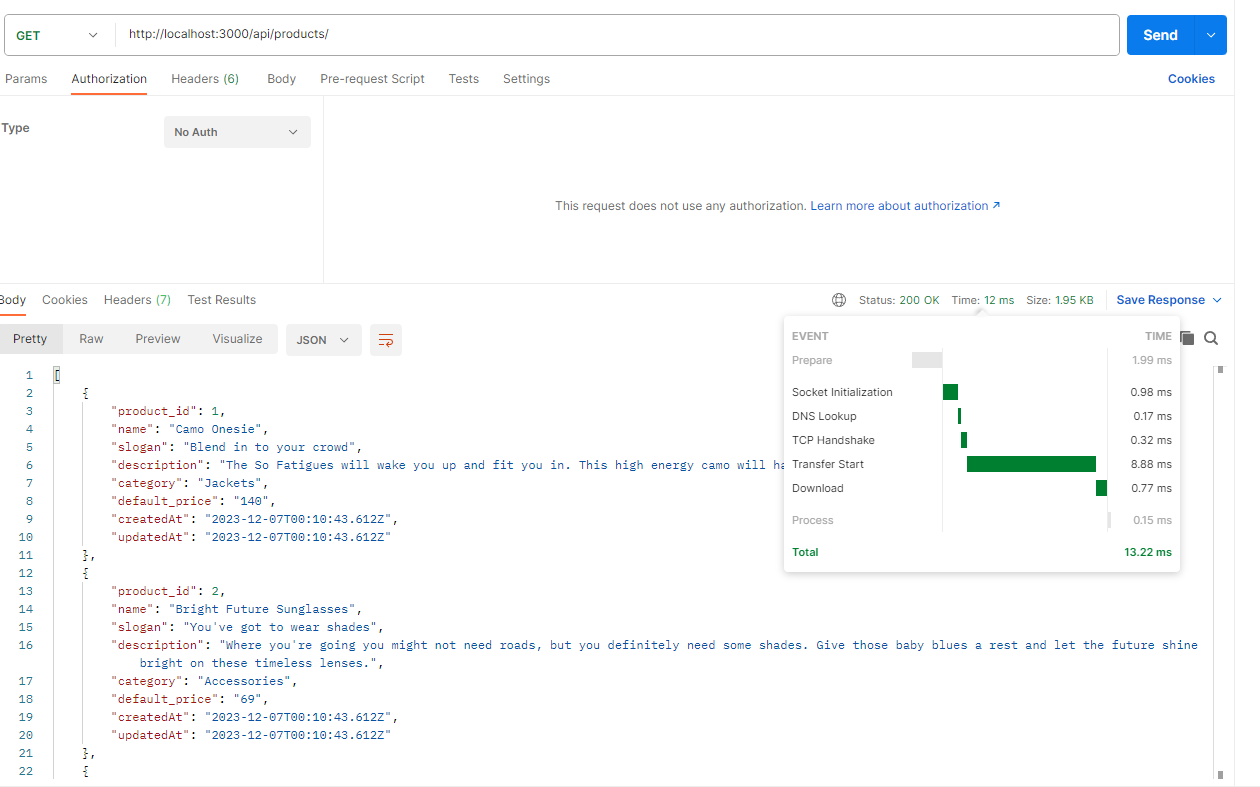 GET http://localhost:3000/api/products/ Send
Params Authorization Headers (6) Body Pre-request Script Tests Settings Cookies
Type No Auth
This request does not use any authorization. Learn more about authorization ↗
Body Cookies Headers (7) Test Results Status: 200 OK Time: 12 ms Size: 1.95 KB Save Response
Pretty Raw Preview Visualize JSON
EVENT TIME
Prepare 1.99 ms
Socket Initialization 0.98 ms
DNS Lookup 0.17 ms
TCP Handshake 0.32 ms
Transfer Start 8.88 ms
Download 0.77 ms
Process 0.15 ms
Total 13.22 ms
1 [
2 {
3 "product_id": 1,
4 "name": "Camo Onesie",
5 "slogan": "Blend in to your crowd",
6 "description": "The So Fatigues will wake you up and fit you in. This high energy camo will
7 "category": "Jackets",
8 "default_price": "140",
9 "createdAt": "2023-12-07T00:10:43.612Z",
10 "updatedAt": "2023-12-07T00:10:43.612Z"
11 },
12 {
13 "product_id": 2,
14 "name": "Bright Future Sunglasses",
15 "slogan": "You've got to wear shades",
16 "description": "Where you're going you might not need roads, but you definitely need some shades. Give those baby blues a rest and let the future shine
bright on these timeless lenses.",
17 "category": "Accessories",
18 "default_price": "69",
19 "createdAt": "2023-12-07T00:10:43.612Z",
20 "updatedAt": "2023-12-07T00:10:43.612Z"
21 },
22 {